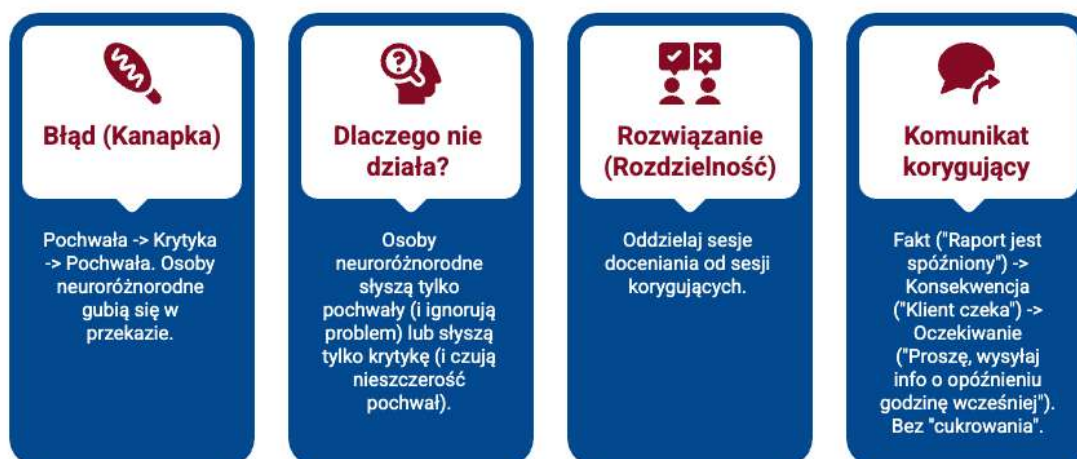 Błąd (Kanapka)
Pochwała -> Krytyka
-> Pochwała. Osoby
neuroróżnorodne
gubią się w
przekazie.
Dlaczego nie
działa?
Osoby
neuroróżnorodne
słyszą tylko
pochwały (i ignorują
problem) lub słyszą
tylko krytykę (i czują
nieszczerość
pochwał).
Rozwiązanie
(Rozdzielność)
Oddzielaj sesje
doceniania od sesji
korygujących.
Komunikat
korygujący
Fakt ("Raport jest
spóźniony") ->
Konsekwencja
("Klient czeka") ->
Oczekiwanie
("Proszę, wysyłaj
info o opóźnieniu
godzinę wcześniej").
Bez "cukrowania".